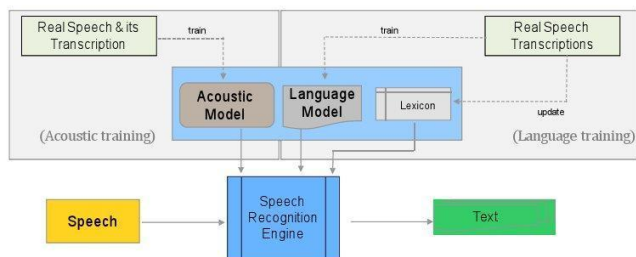 Real Speech & its
Transcription
train
train
Real Speech
Transcriptions
Acoustic
Model
Language
Model
Lexicon
update
(Acoustic training)
(Language training)
Speech
Speech
Recognition
Engine
Text